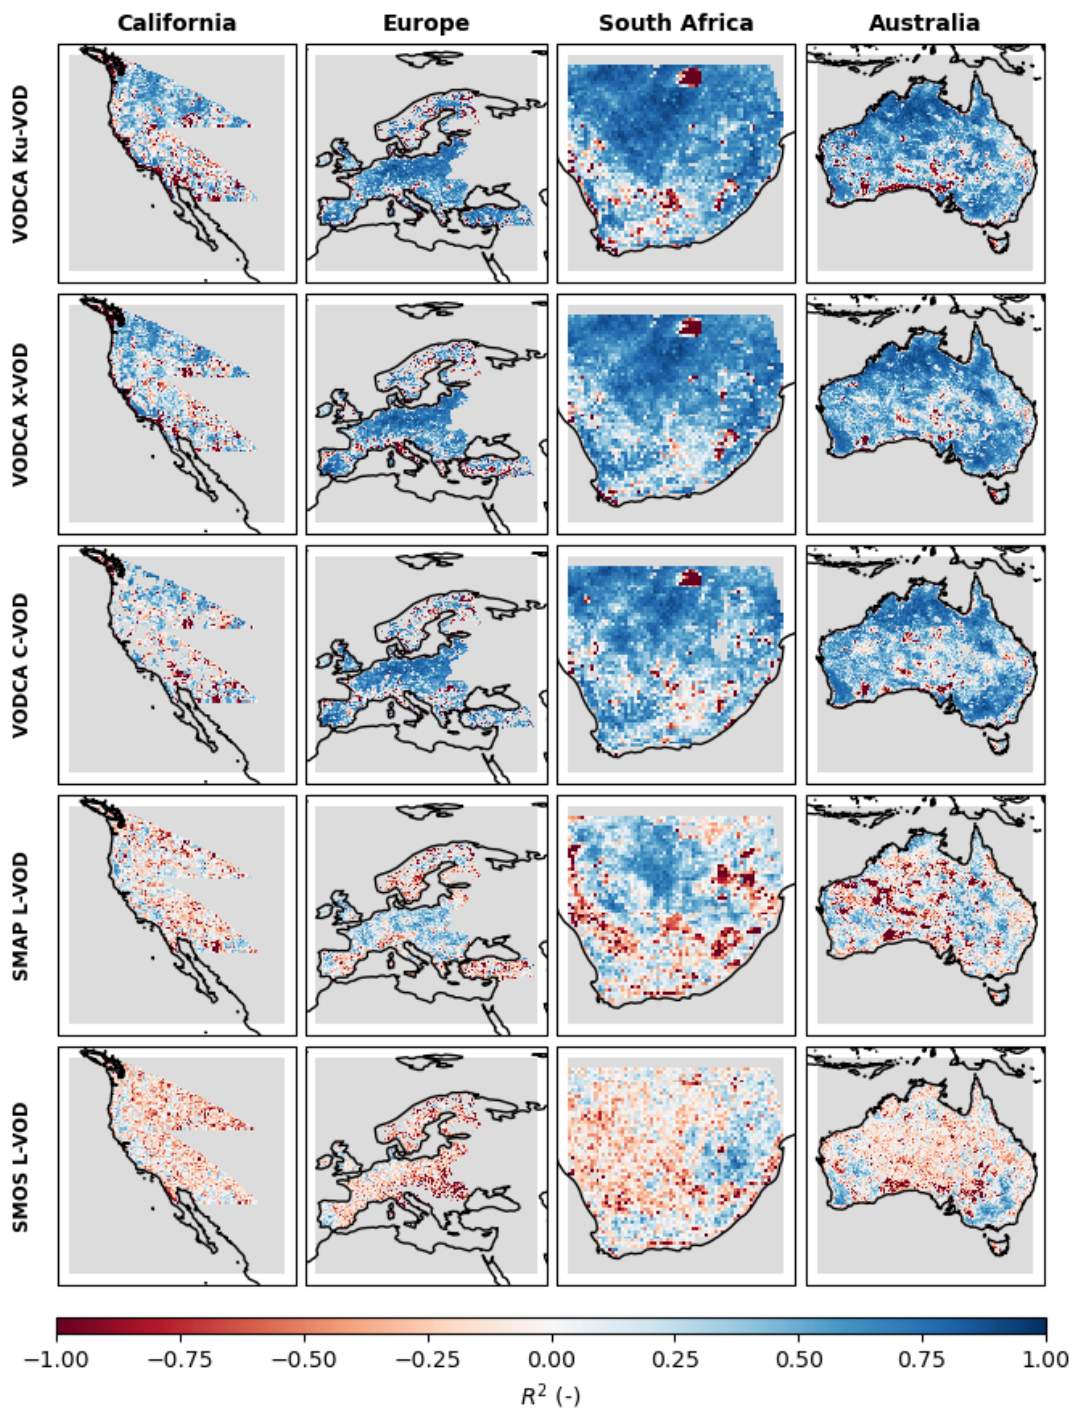 California Europe South Africa Australia
VODCA Ku-VOD
VODCA X-VOD
VODCA C-VOD
SMAP L-VOD
SMOS L-VOD
−1.00 −0.75 −0.50 −0.25 0.00 0.25 0.50 0.75 1.00
R² (-)